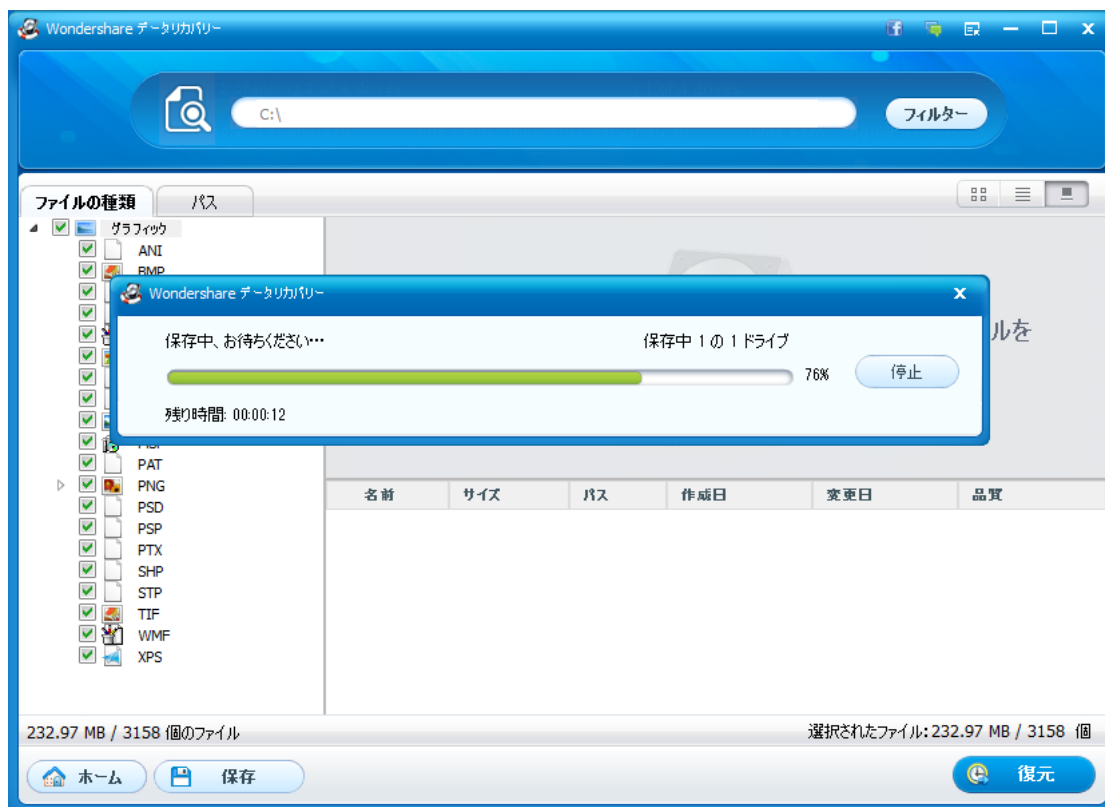 Wondershare データリカバリー
C:\
フィルター
ファイルの種類 パス
グラフィック
ANI
BMP
Wondershare データリカバリー
ルを
保存中、お待ちください… 保存中 1 の 1 ドライブ
76% 停止
残り時間: 00:00:12
PAT
PNG
PSD
PSP
PTX
SHP
STP
TIF
WMF
XPS
名前 サイズ パス 作成日 変更日 品質
232.97 MB / 3158 個のファイル 選択されたファイル: 232.97 MB / 3158 個
ホーム 保存 復元